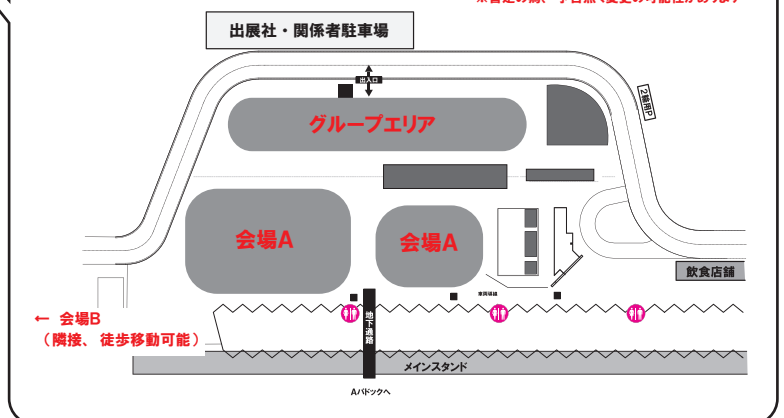 出展社・関係者駐車場
出入口
2輪用P
グループエリア
会場A
会場A
飲食店舗
← 会場B
(隣接、徒歩移動可能)
地下通路
メインスタンド
Aパドックへ